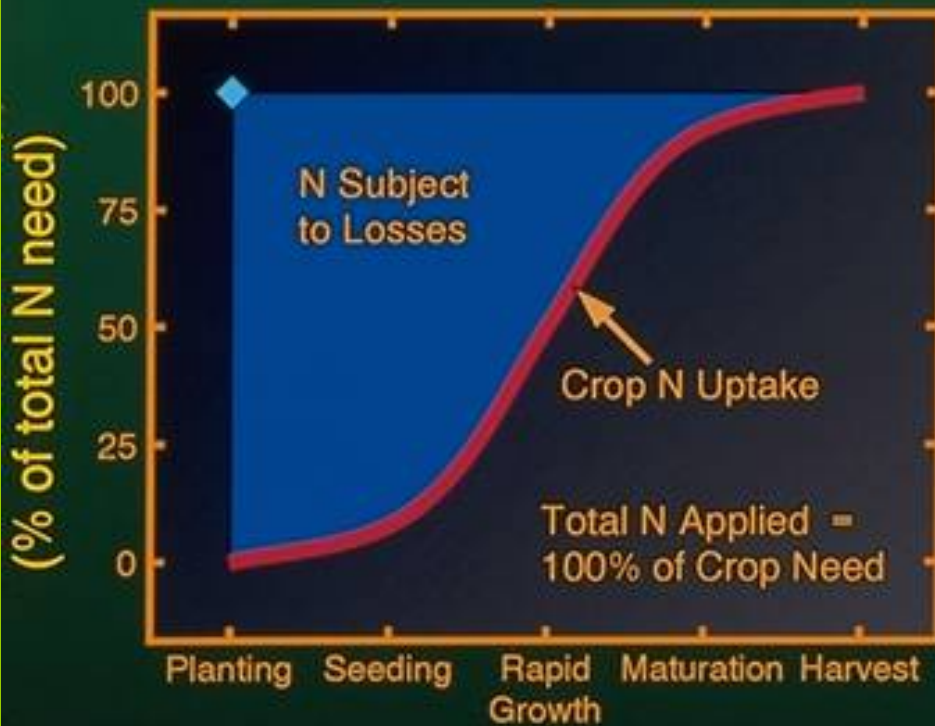 (% of total N need)
100
75
50
25
0
N Subject
to Losses
Crop N Uptake
Total N Applied =
100% of Crop Need
Planting
Seeding
Rapid
Growth
Maturation
Harvest